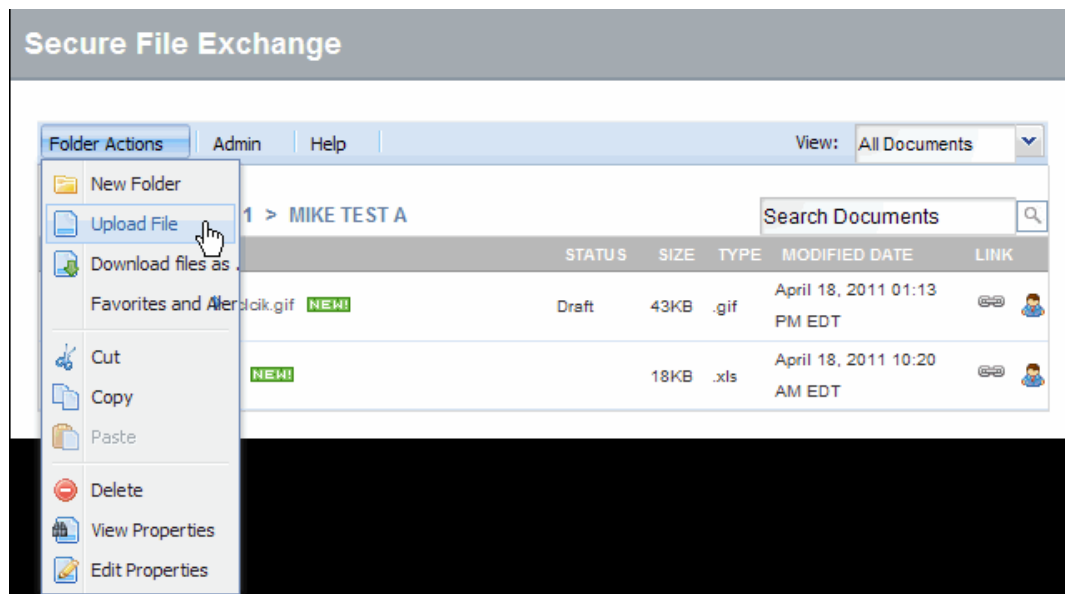 Secure File Exchange
Folder Actions Admin Help View: All Documents
New Folder
Upload File 1 > MIKE TEST A Search Documents
STATUS SIZE TYPE MODIFIED DATE LINK
Download files as .
Favorites and Aler lcik.gif NEW! Draft 43KB .gif April 18, 2011 01:13
PM EDT
Cut NEW! 18KB .xls April 18, 2011 10:20
AM EDT
Copy
Paste
Delete
View Properties
Edit Properties